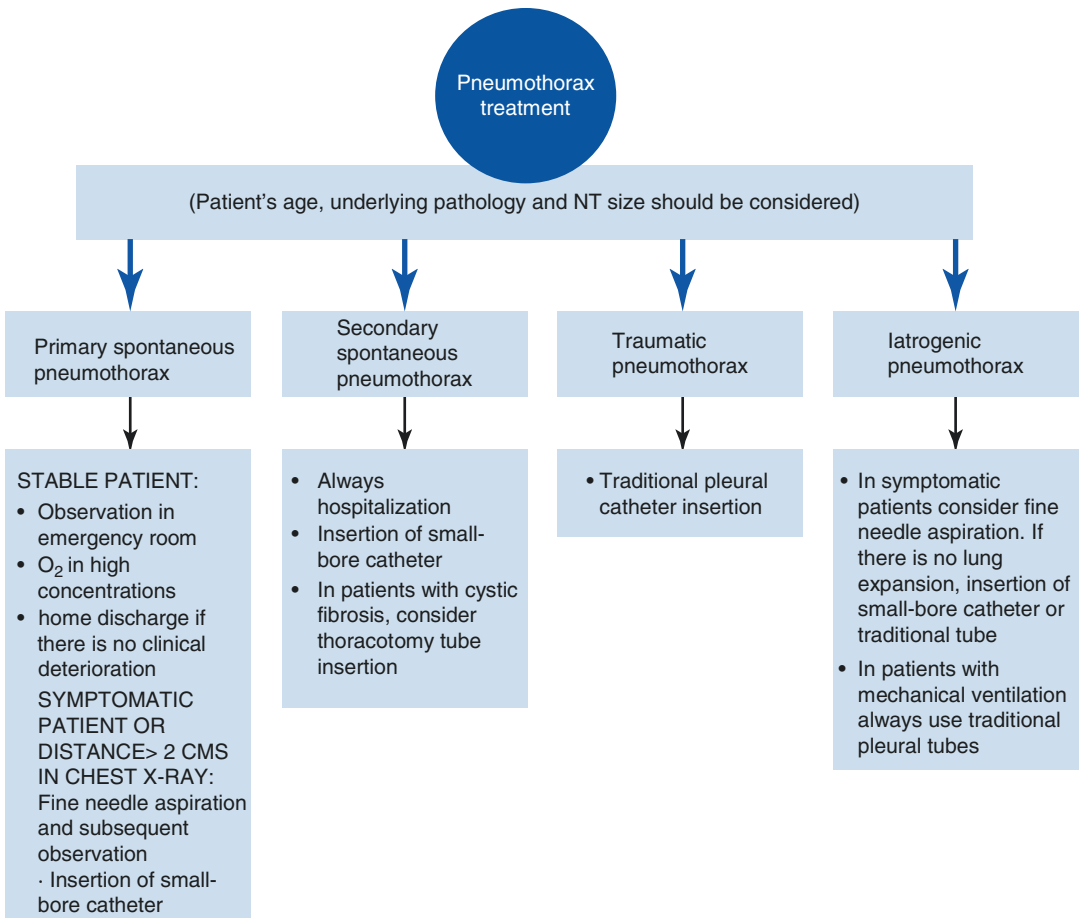 Pneumothorax
treatment
(Patient's age, underlying pathology and NT size should be considered)
Primary spontaneous
pneumothorax
Secondary
spontaneous
pneumothorax
Traumatic
pneumothorax
Iatrogenic
pneumothorax
STABLE PATIENT:
• Observation in
emergency room
• O₂ in high
concentrations
• home discharge if
there is no clinical
deterioration
SYMPTOMATIC
PATIENT OR
DISTANCE> 2 CMS
IN CHEST X-RAY:
Fine needle aspiration
and subsequent
observation
· Insertion of small-
bore catheter
• Always
hospitalization
• Insertion of small-
bore catheter
• In patients with cystic
fibrosis, consider
thoracotomy tube
insertion
• Traditional pleural
catheter insertion
• In symptomatic
patients consider fine
needle aspiration. If
there is no lung
expansion, insertion of
small-bore catheter or
traditional tube
• In patients with
mechanical ventilation
always use traditional
pleural tubes